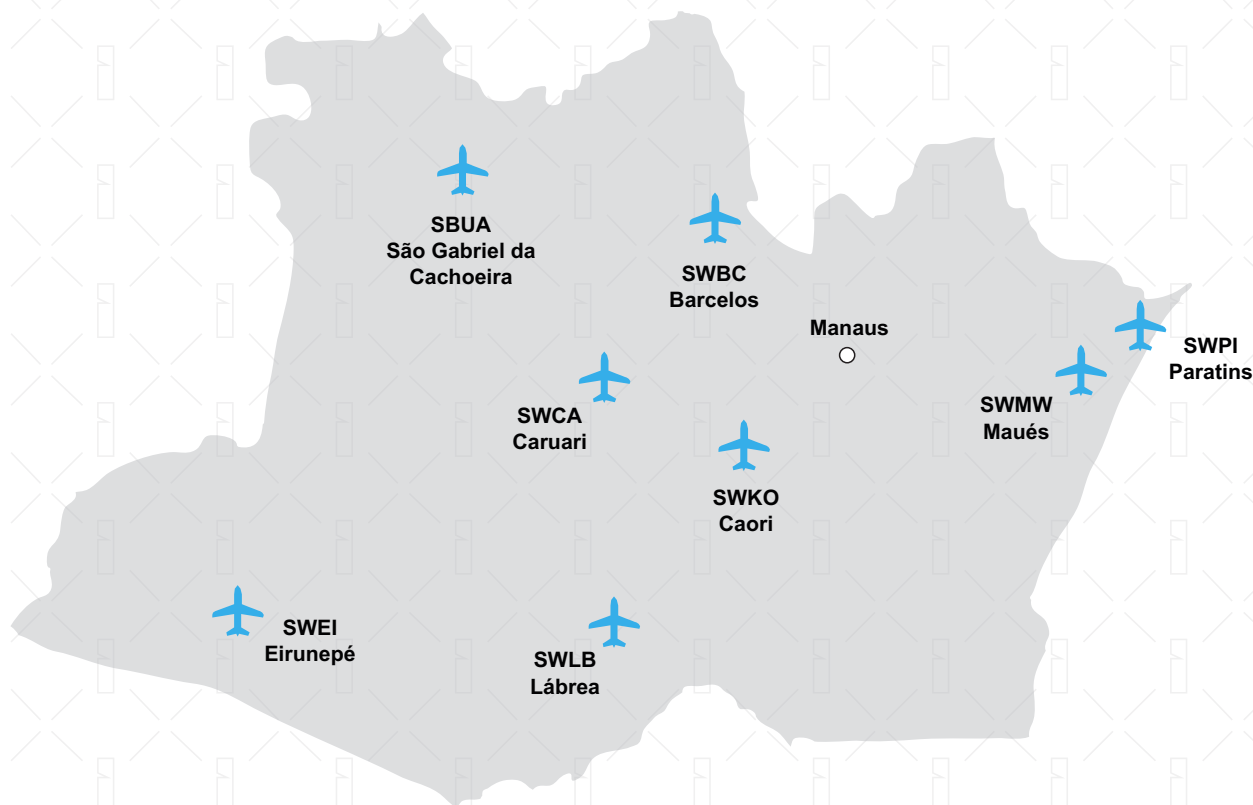 SBUA
São Gabriel da
Cachoeira
SWBC
Barcelos
Manaus
SWPI
Paratins
SWMW
Maués
SWCA
Caruari
SWKO
Caori
SWEI
Eirunepé
SWLB
Lábrea